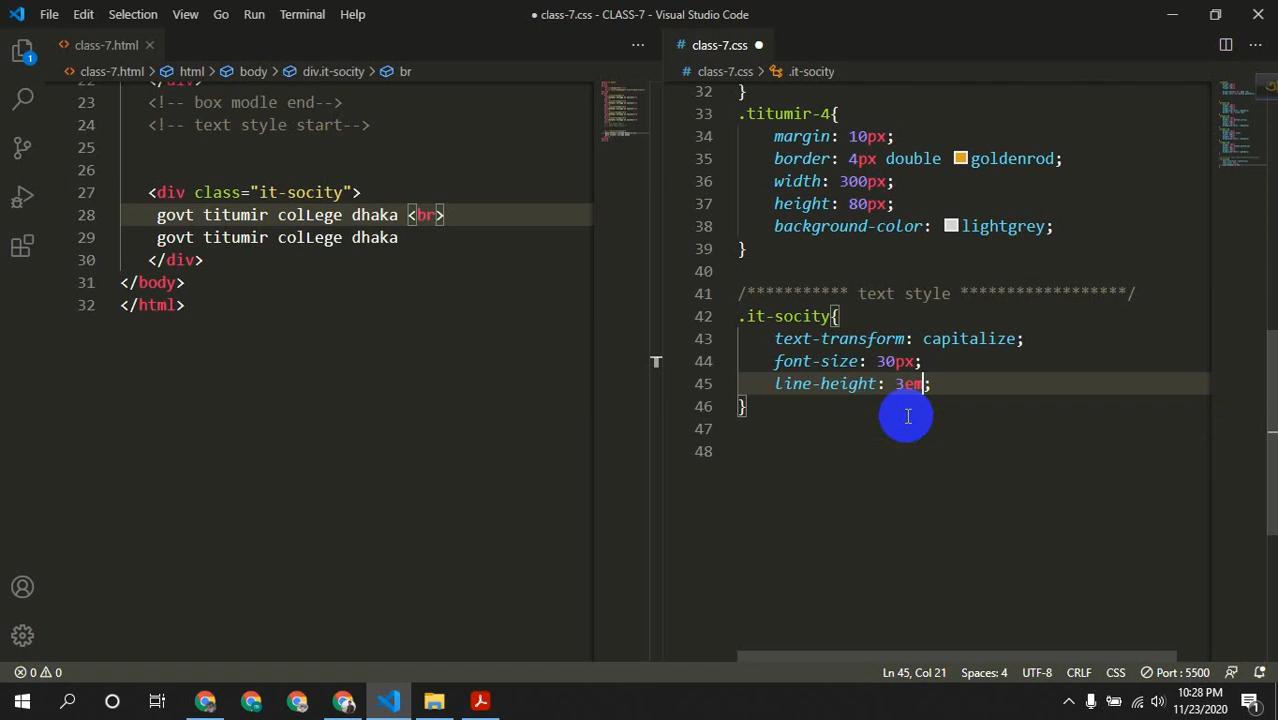 File Edit Selection View Go Run Terminal Help
● class-7.css - CLASS-7 - Visual Studio Code
1
class-7.html
class-7.html > html > body > div.it-socity > br
23 <!-- box modle end-->
24 <!-- text style start-->
25
26
27 <div class="it-socity">
28 govt titumir colLege dhaka <br>
29 govt titumir colLege dhaka
30 </div>
31 </body>
32 </html>
# class-7.css ●
# class-7.css > .it-socity
32 }
33 .titumir-4{
34 margin: 10px;
35 border: 4px double goldenrod;
36 width: 300px;
37 height: 80px;
38 background-color: lightgrey;
39 }
40
41 /*********** text style ******************/
42 .it-socity{
43 text-transform: capitalize;
44 font-size: 30px;
45 line-height: 3em;
46 }
47
48
0 0
Ln 45, Col 21 Spaces: 4 UTF-8 CRLF CSS Port : 5500
10:28 PM
11/23/2020
1